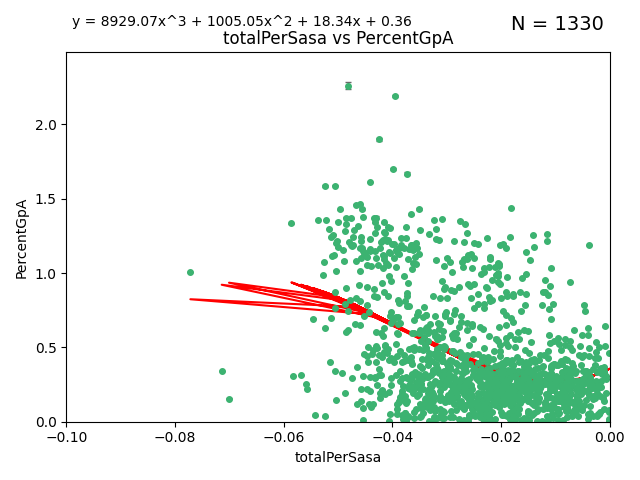 y = 8929.07x^3 + 1005.05x^2 + 18.34x + 0.36
N = 1330
totalPerSasa vs PercentGpA
2.0
1.5
1.0
0.5
0.0
PercentGpA
−0.10
−0.08
−0.06
−0.04
−0.02
0.00
totalPerSasa